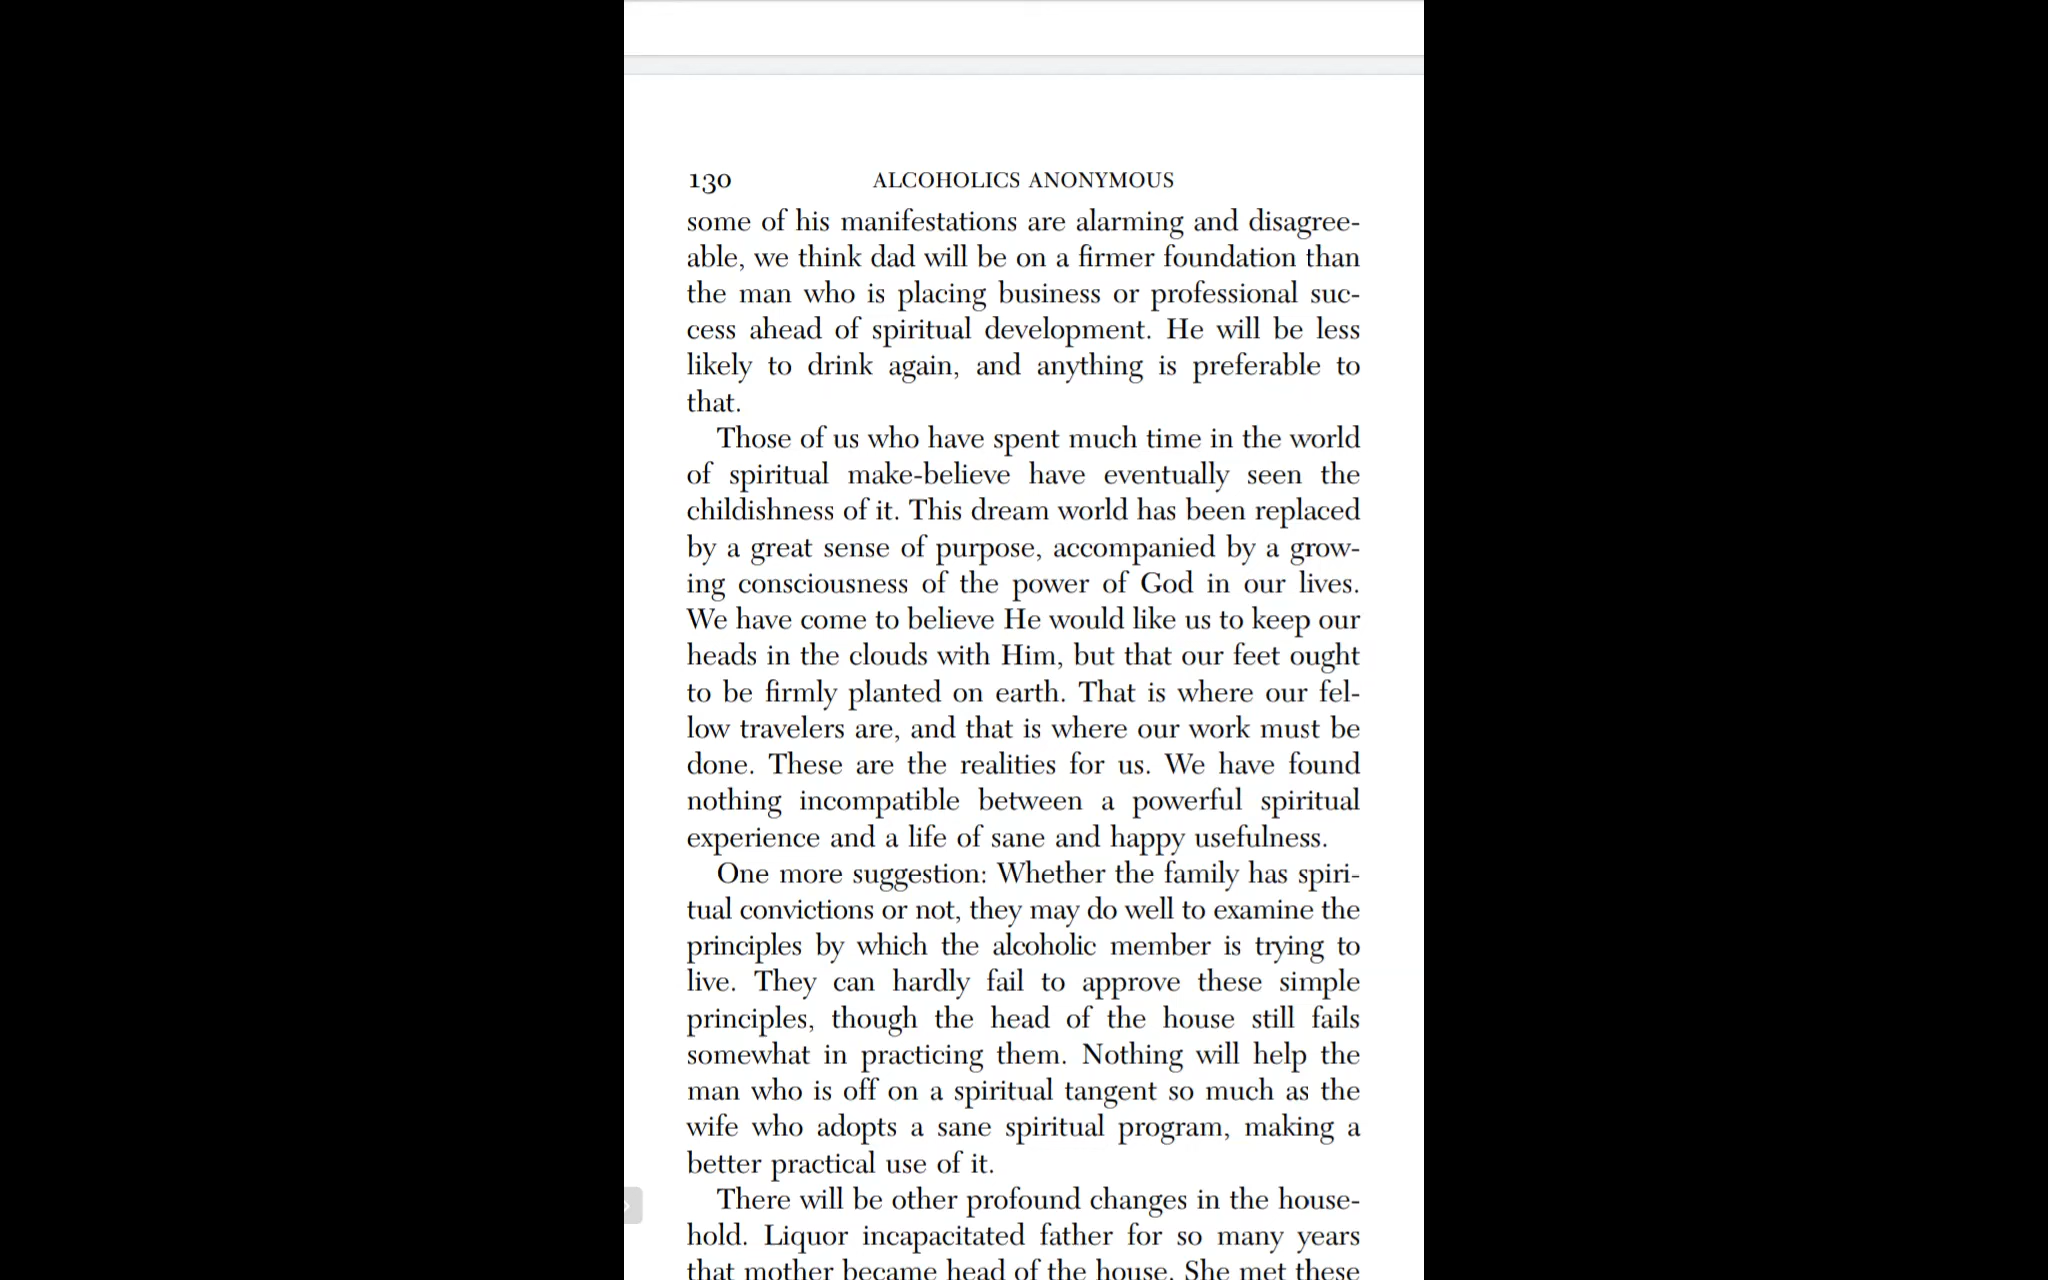 130 ALCOHOLICS ANONYMOUS
some of his manifestations are alarming and disagree-
able, we think dad will be on a firmer foundation than
the man who is placing business or professional suc-
cess ahead of spiritual development. He will be less
likely to drink again, and anything is preferable to
that.
Those of us who have spent much time in the world
of spiritual make-believe have eventually seen the
childishness of it. This dream world has been replaced
by a great sense of purpose, accompanied by a grow-
ing consciousness of the power of God in our lives.
We have come to believe He would like us to keep our
heads in the clouds with Him, but that our feet ought
to be firmly planted on earth. That is where our fel-
low travelers are, and that is where our work must be
done. These are the realities for us. We have found
nothing incompatible between a powerful spiritual
experience and a life of sane and happy usefulness.
One more suggestion: Whether the family has spiri-
tual convictions or not, they may do well to examine the
principles by which the alcoholic member is trying to
live. They can hardly fail to approve these simple
principles, though the head of the house still fails
somewhat in practicing them. Nothing will help the
man who is off on a spiritual tangent so much as the
wife who adopts a sane spiritual program, making a
better practical use of it.
There will be other profound changes in the house-
hold. Liquor incapacitated father for so many years
that mother became head of the house. She met these